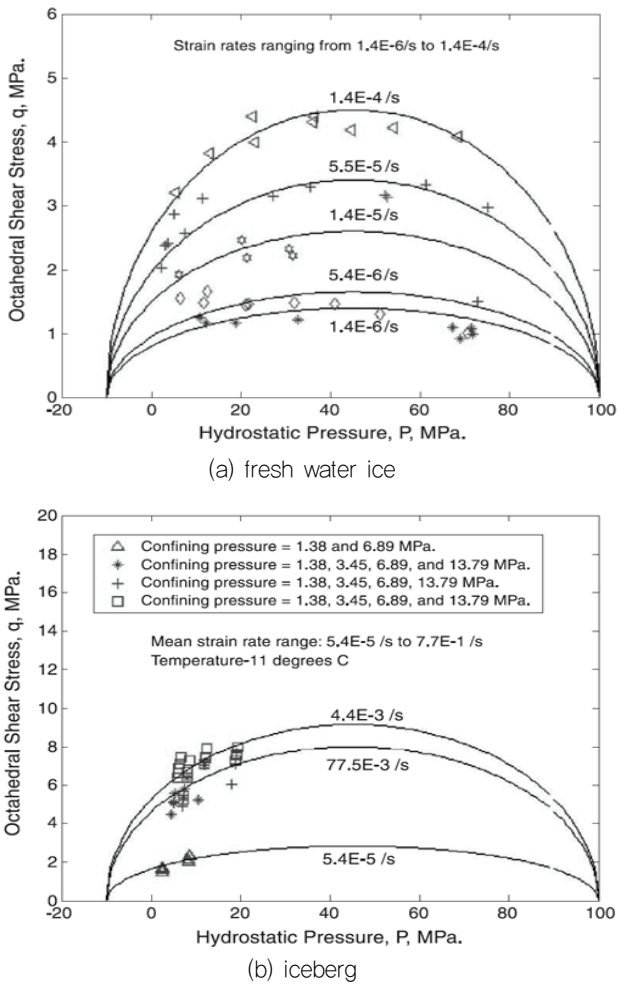 Strain rates ranging from 1.4E-6/s to 1.4E-4/s
6
5
4
3
2
1
0
Octahedral Shear Stress, q, MPa.
1.4E-4 /s
5.5E-5 /s
1.4E-5 /s
5.4E-6 /s
1.4E-6 /s
-20
0
20
40
60
80
100
Hydrostatic Pressure, P, MPa.
(a) fresh water ice
20
18
16
14
12
10
8
6
4
2
0
Octahedral Shear Stress, q, MPa.
Confining pressure = 1.38 and 6.89 MPa.
Confining pressure = 1.38, 3.45, 6.89, and 13.79 MPa.
Confining pressure = 1.38, 3.45, 6.89, 13.79 MPa.
Confining pressure = 1.38, 3.45, 6.89, and 13.79 MPa.
Mean strain rate range: 5.4E-5 /s to 7.7E-1 /s
Temperature-11 degrees C
4.4E-3 /s
77.5E-3 /s
5.4E-5 /s
-20
0
20
40
60
80
100
Hydrostatic Pressure, P, MPa.
(b) iceberg